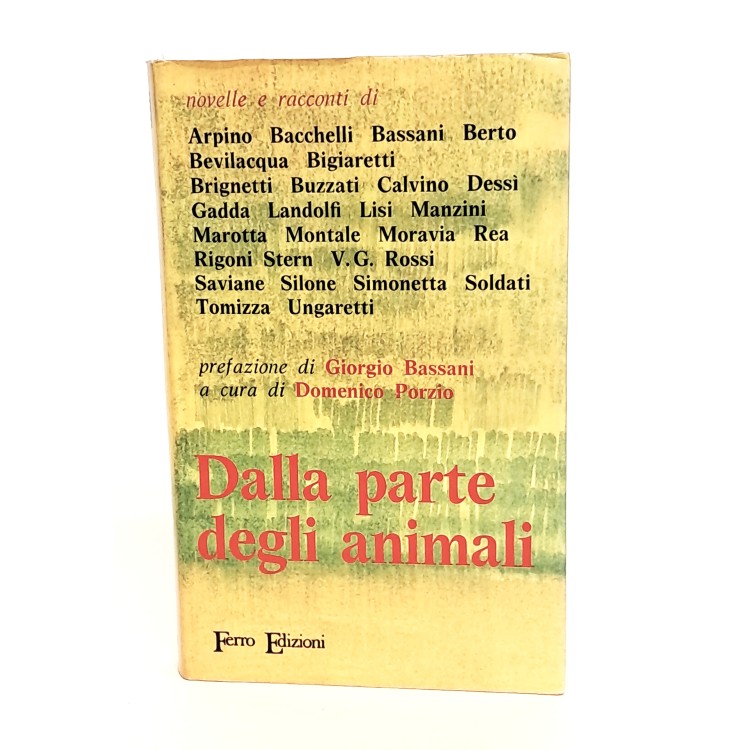 novelle e racconti di
Arpino Bacchelli Bassani Berto
Bevilacqua Bigiaretti
Brignetti Buzzati Calvino Dessì
Gadda Landolfi Lisi Manzini
Marotta Montale Moravia Rea
Rigoni Stern V. G. Rossi
Saviane Silone Simonetta Soldati
Tomizza Ungaretti
prefazione di Giorgio Bassani
a cura di Domenico Porzio
Dalla parte
degli animali
Ferro Edizioni